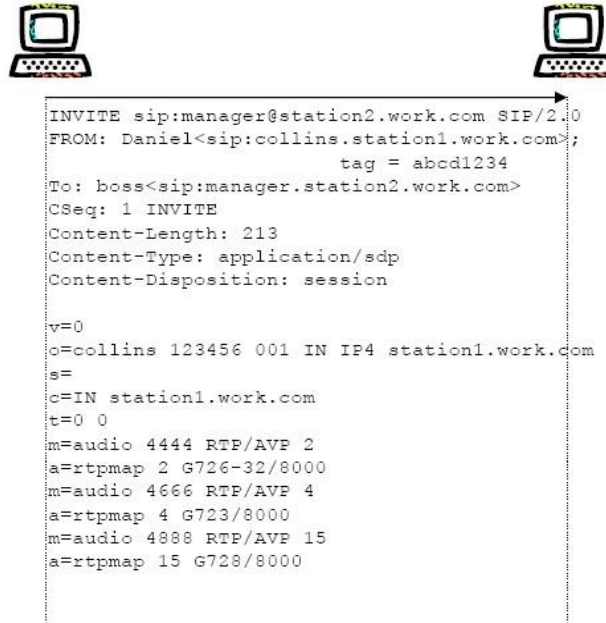 INVITE sip:manager@station2.work.com SIP/2.0
FROM: Daniel<sip:collins.station1.work.com>;
tag = abcd1234
To: boss<sip:manager.station2.work.com>
CSeq: 1 INVITE
Content-Length: 213
Content-Type: application/sdp
Content-Disposition: session
v=0
o=collins 123456 001 IN IP4 station1.work.com
s=
c=IN station1.work.com
t=0 0
m=audio 4444 RTP/AVP 2
a=rtpmap 2 G726-32/8000
m=audio 4666 RTP/AVP 4
a=rtpmap 4 G723/8000
m=audio 4888 RTP/AVP 15
a=rtpmap 15 G728/8000